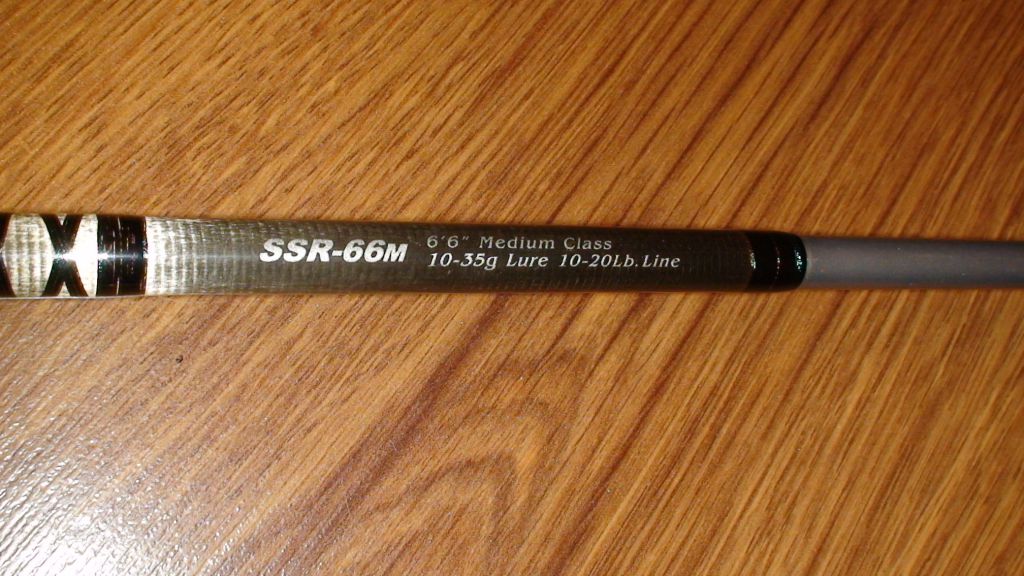 SSR-66M
6'6" Medium Class
10-35g Lure 10-20Lb.Line